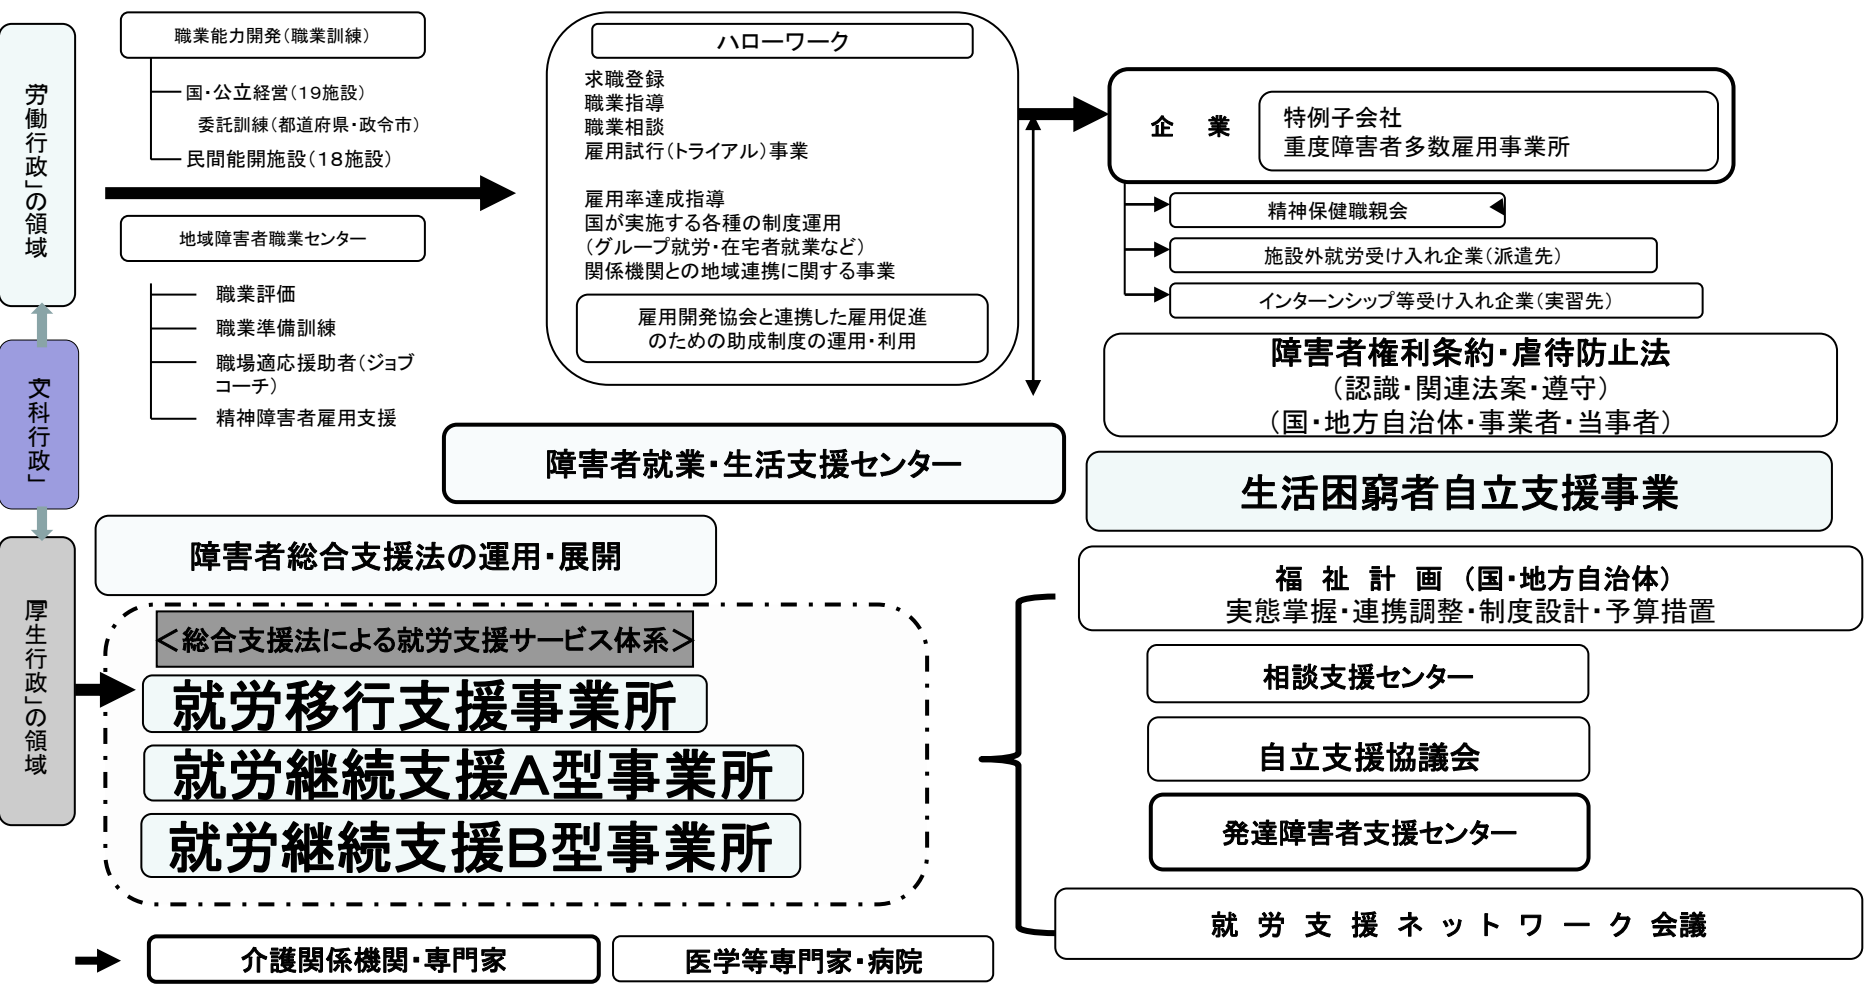 「労働行政」の領域
「文科行政」
「厚生行政」の領域
職業能力開発（職業訓練）
国・公立経営（１９施設）
委託訓練（都道府県・政令市）
民間能開施設（１８施設）
地域障害者職業センター
職業評価
職業準備訓練
職場適応援助者（ジョブ
コーチ）
精神障害者雇用支援
ハローワーク
求職登録
職業指導
職業相談
雇用試行（トライアル）事業
雇用率達成指導
国が実施する各種の制度運用
（グループ就労・在宅者就業など）
関係機関との地域連携に関する事業
雇用開発協会と連携した雇用促進
のための助成制度の運用・利用
企　業
特例子会社
重度障害者多数雇用事業所
精神保健職親会
施設外就労受け入れ企業（派遣先）
インターンシップ等受け入れ企業（実習先）
障害者権利条約・虐待防止法
（認識・関連法案・遵守）
（国・地方自治体・事業者・当事者）
障害者就業・生活支援センター
生活困窮者自立支援事業
障害者総合支援法の運用・展開
＜総合支援法による就労支援サービス体系＞
就労移行支援事業所
就労継続支援Ａ型事業所
就労継続支援Ｂ型事業所
福　祉　計　画　（国・地方自治体）
実態掌握・連携調整・制度設計・予算措置
相談支援センター
自立支援協議会
発達障害者支援センター
就　労　支　援　ネ　ッ　ト　ワ　ー　ク　会議
介護関係機関・専門家
医学等専門家・病院